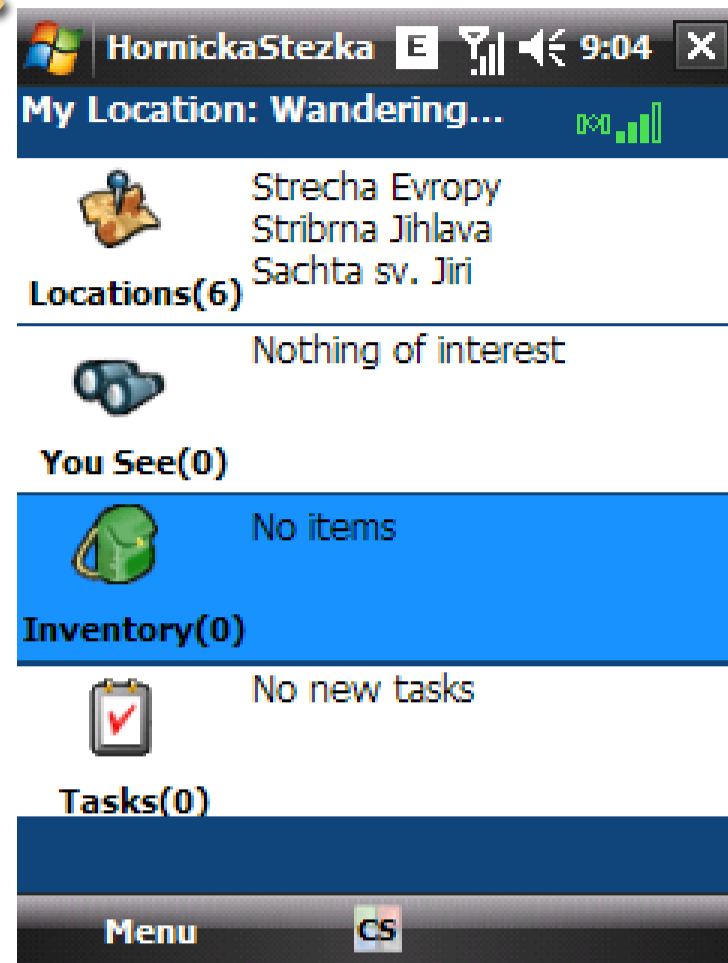 HornickaStezka E 9:04
My Location: Wandering...
Strecha Evropy
Stribrna Jihlava
Sachta sv. Jiri
Locations(6)
Nothing of interest
You See(0)
No items
Inventory(0)
No new tasks
Tasks(0)
Menu CS